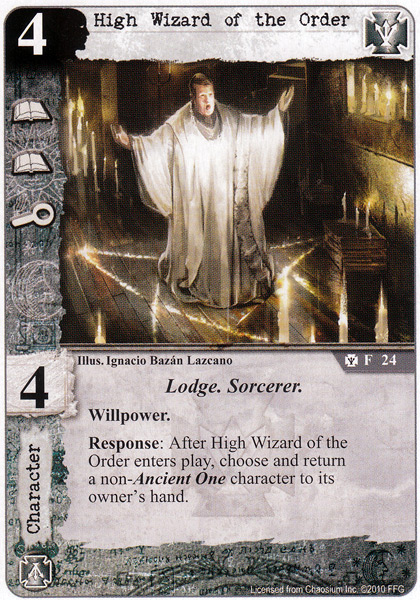 4
High Wizard of the Order
Illus. Ignacio Bazán Lazcano
F 24
4
Lodge. Sorcerer.
Willpower.
Response: After High Wizard of the
Order enters play, choose and return
a non-Ancient One character to its
owner's hand.
Character
Licensed from Chaosium Inc. ©2010 FFG